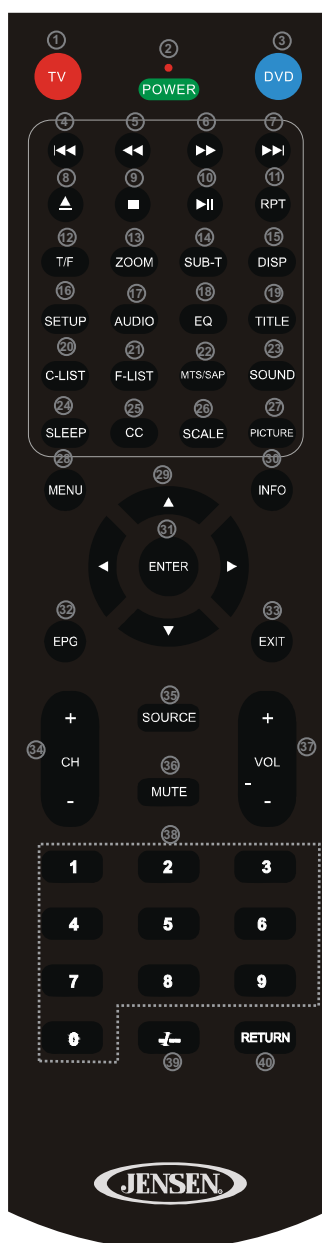 1 2 3
TV POWER DVD
4 5 6 7
8 9 10 11
RPT
12 13 14 15
T/F ZOOM SUB-T DISP
16 17 18 19
SETUP AUDIO EQ TITLE
20 21 22 23
C-LIST F-LIST MTS/SAP SOUND
24 25 26 27
SLEEP CC SCALE PICTURE
28 29 30
MENU INFO
31
ENTER
32 33
EPG EXIT
35
+ SOURCE +
34 CH VOL 37
36
MUTE
- - -
38
1 2 3
4 5 6
7 8 9
0 -/-- RETURN
39 40
JENSEN